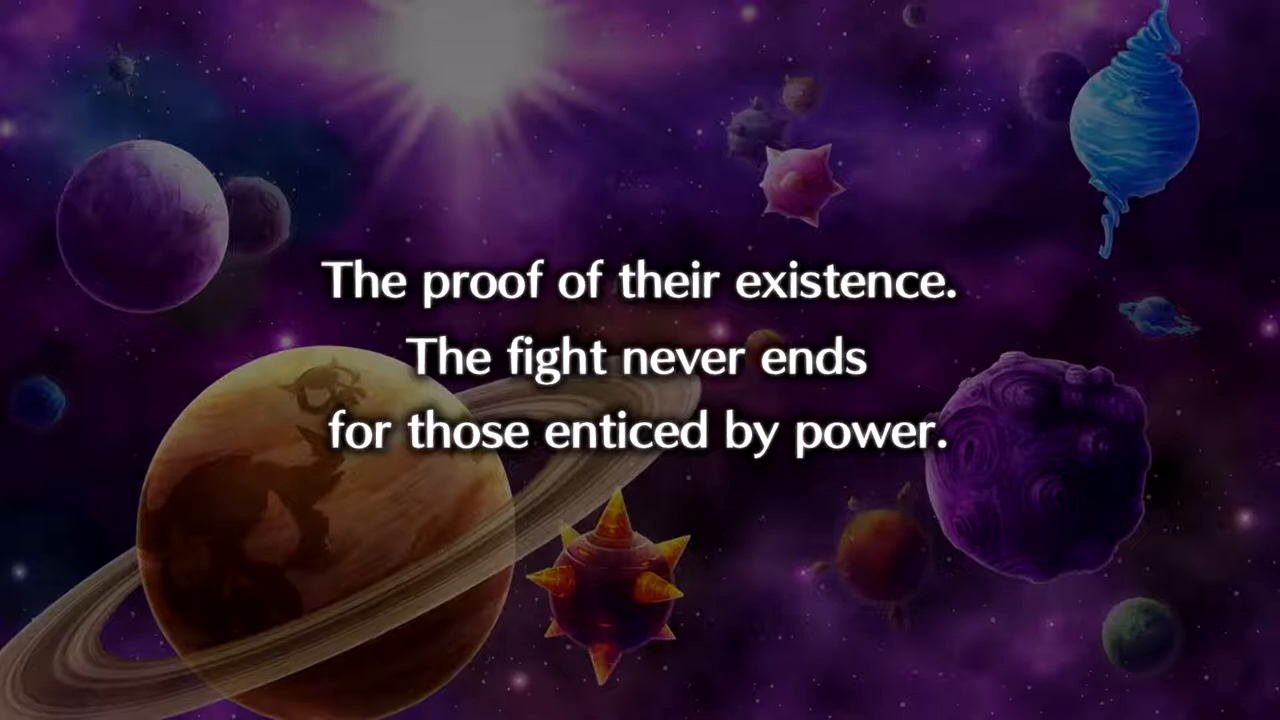 The proof of their existence.
The fight never ends
for those enticed by power.